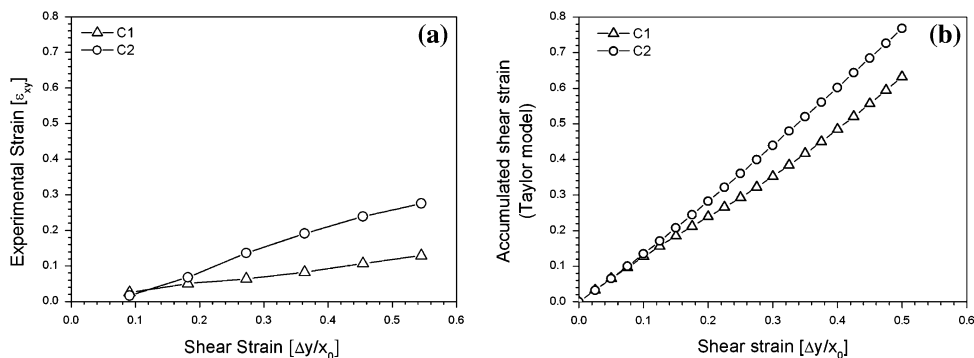 (a)
C1
C2
Experimental Strain [εxy]
0.8
0.7
0.6
0.5
0.4
0.3
0.2
0.1
0.0
0.0 0.1 0.2 0.3 0.4 0.5 0.6
Shear Strain [Δy/x0]
(b)
C1
C2
Accumulated shear strain
(Taylor model)
0.8
0.7
0.6
0.5
0.4
0.3
0.2
0.1
0.0
0.0 0.1 0.2 0.3 0.4 0.5 0.6
Shear strain [Δy/x0]